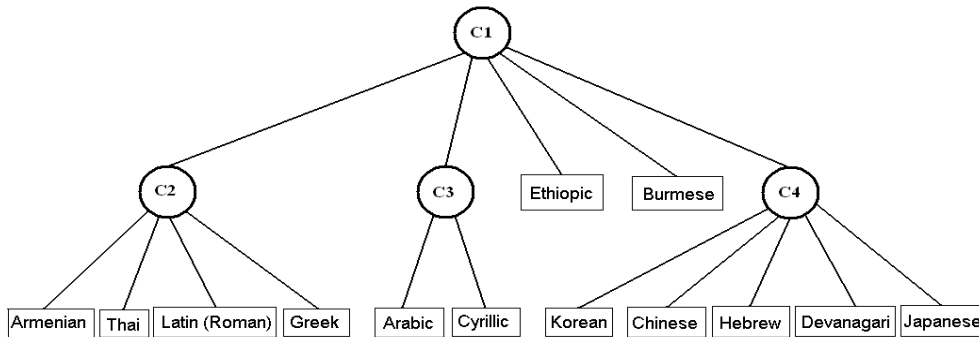 C1
C2
C3
Ethiopic
Burmese
C4
Armenian
Thai
Latin (Roman)
Greek
Arabic
Cyrillic
Korean
Chinese
Hebrew
Devanagari
Japanese